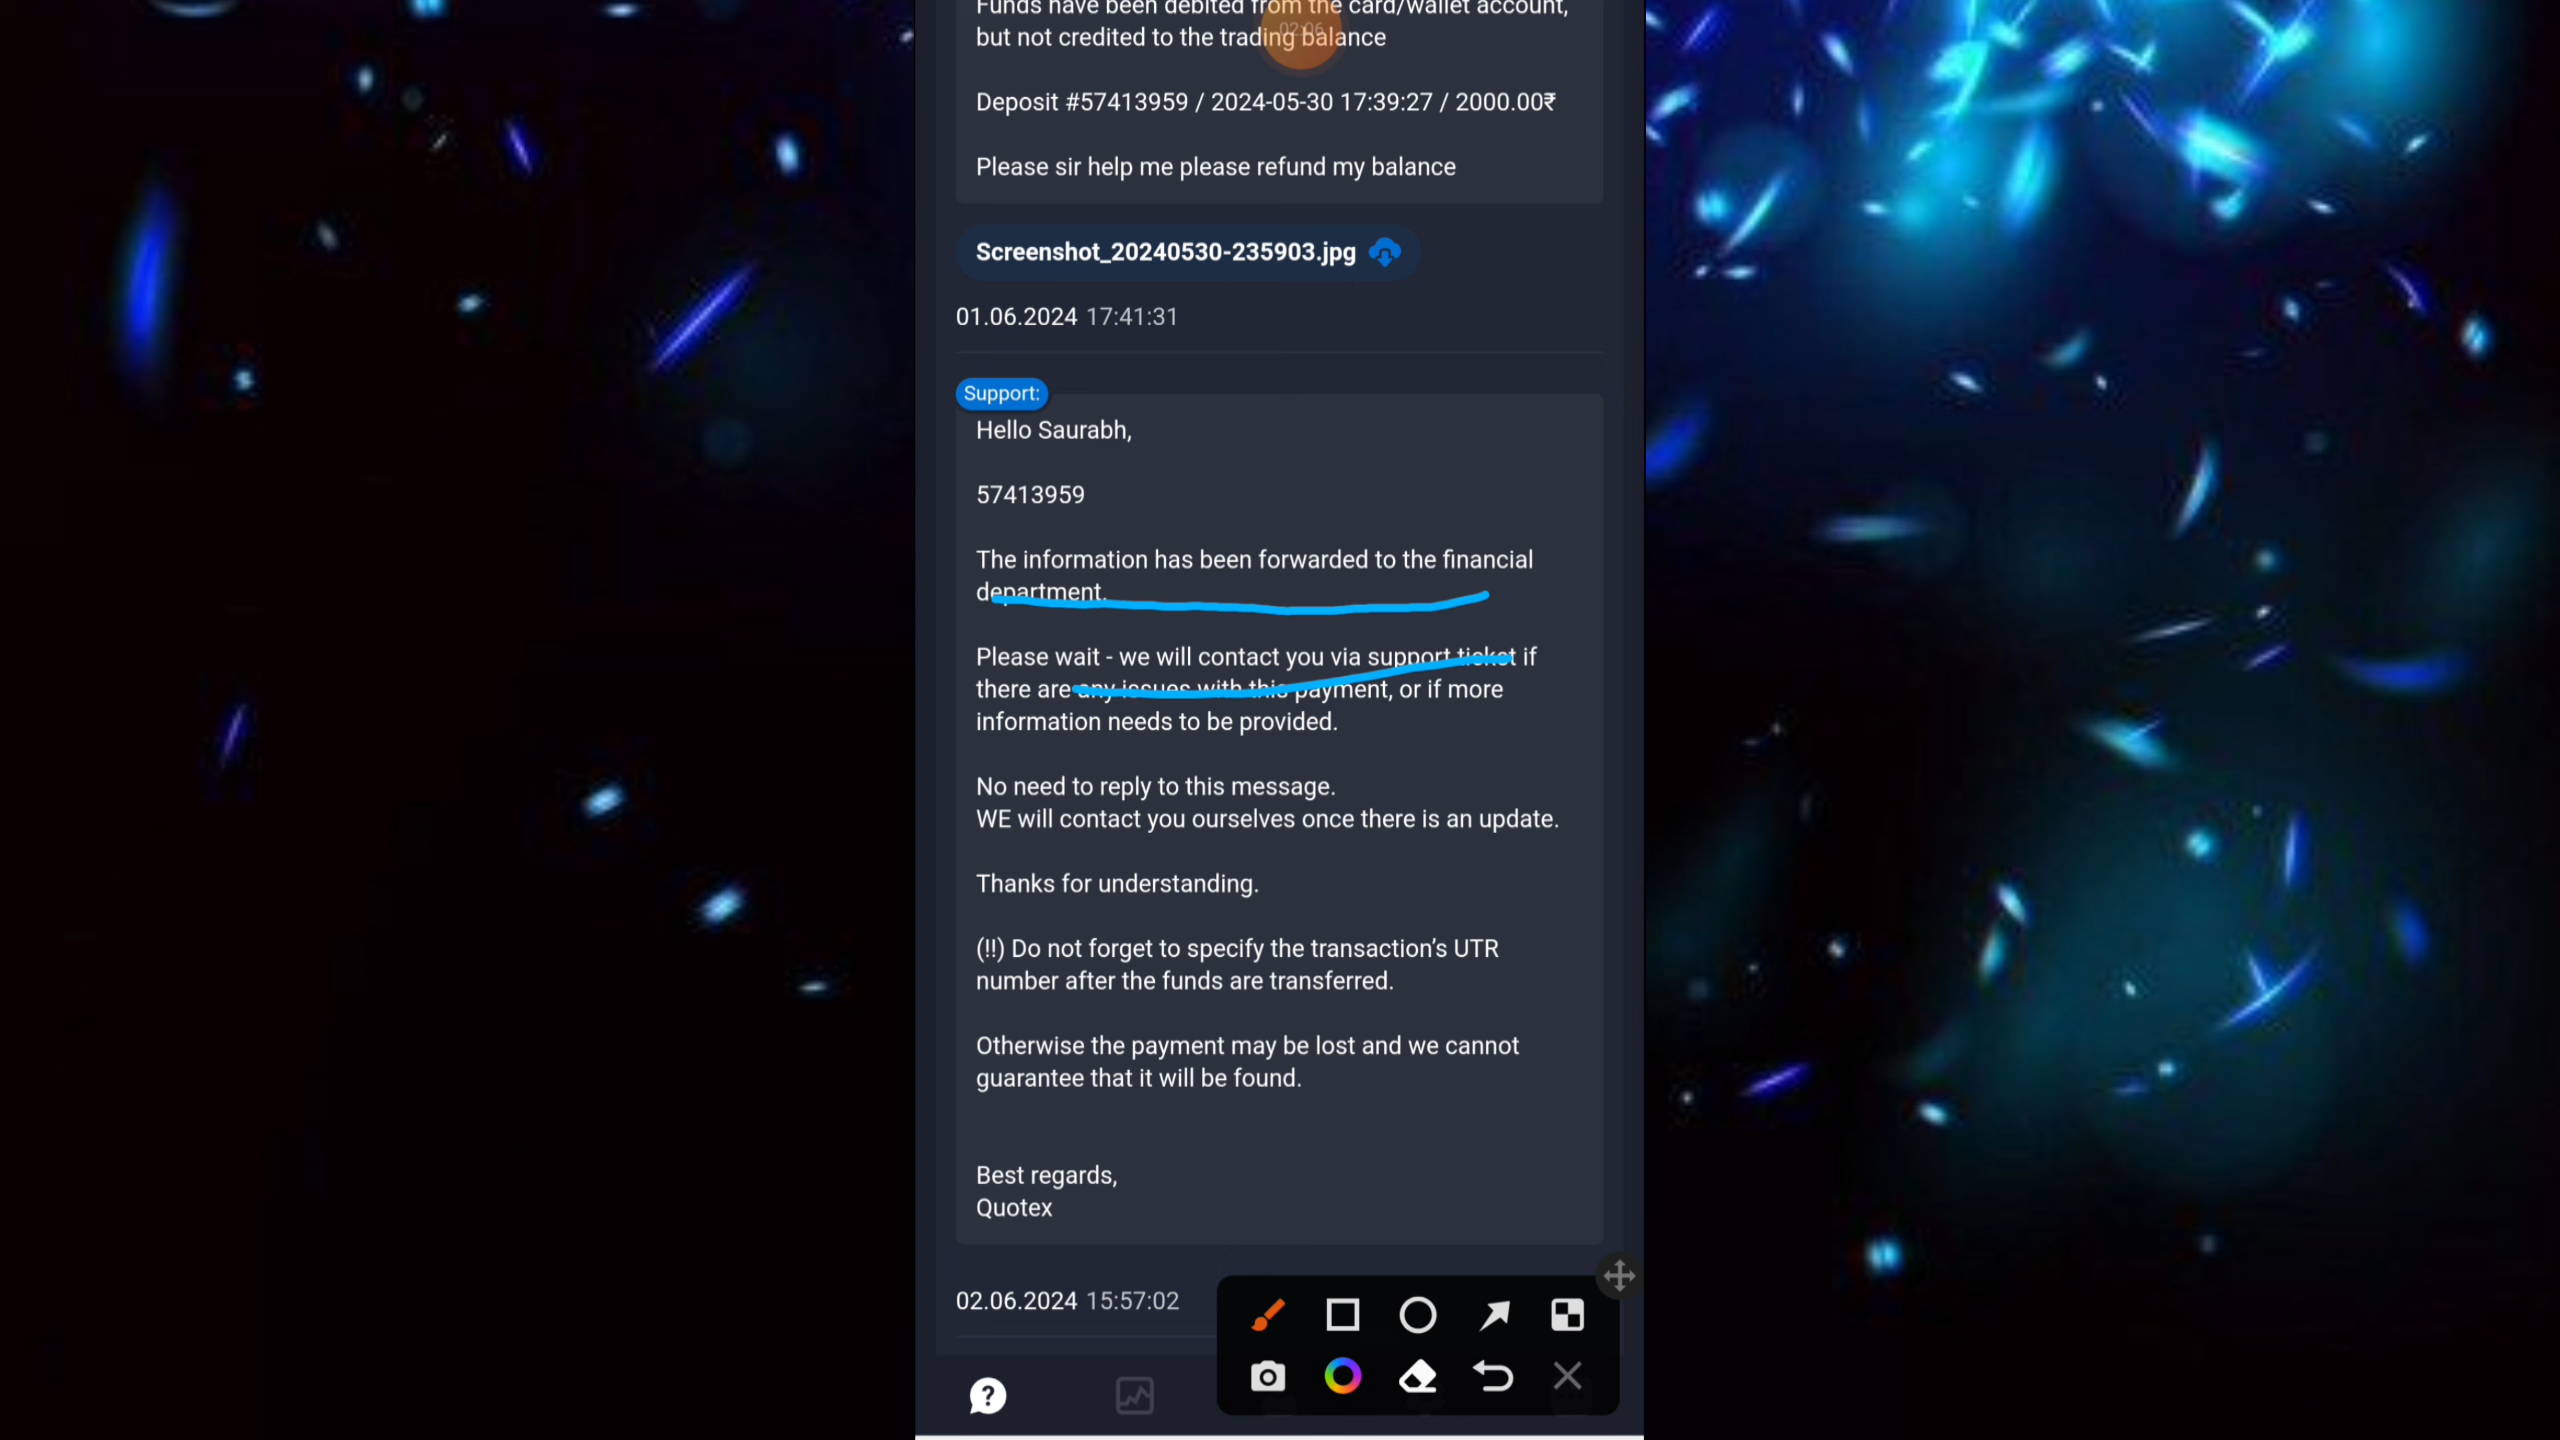 Funds have been debited from the card/wallet account,
but not credited to the trading balance
02:06
Deposit #57413959 / 2024-05-30 17:39:27 / 2000.00₹
Please sir help me please refund my balance
Screenshot_20240530-235903.jpg
01.06.2024 17:41:31
Support:
Hello Saurabh,
57413959
The information has been forwarded to the financial
department.
Please wait - we will contact you via support ticket if
there are any issues with this payment, or if more
information needs to be provided.
No need to reply to this message.
WE will contact you ourselves once there is an update.
Thanks for understanding.
(!!) Do not forget to specify the transaction’s UTR
number after the funds are transferred.
Otherwise the payment may be lost and we cannot
guarantee that it will be found.
Best regards,
Quotex
02.06.2024 15:57:02